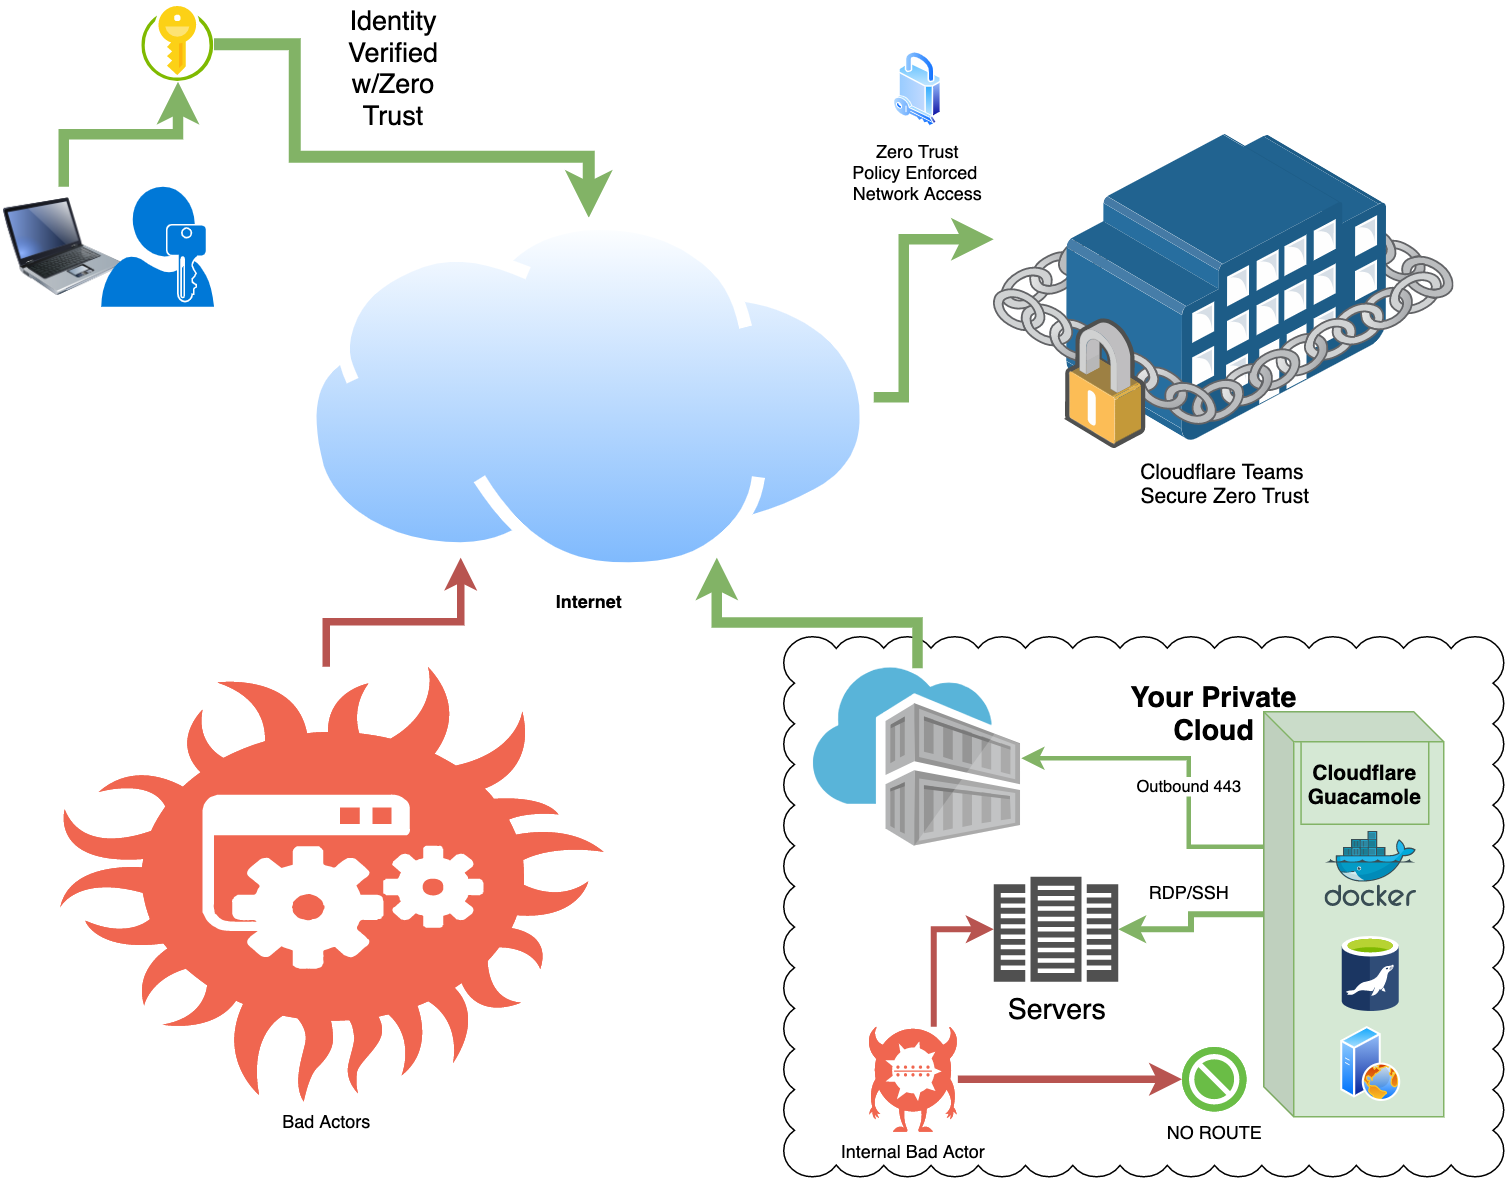 Identity
Verified
w/Zero
Trust
Zero Trust
Policy Enforced
Network Access
Cloudflare Teams
Secure Zero Trust
Internet
Your Private
Cloud
Cloudflare
Guacamole
Outbound 443
docker
RDP/SSH
Servers
Bad Actors
NO ROUTE
Internal Bad Actor